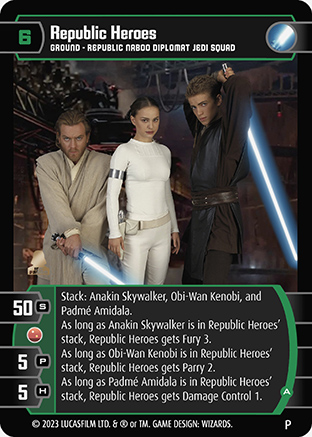 6
Republic Heroes
GROUND - REPUBLIC NABOO DIPLOMAT JEDI SQUAD
50 S
5 P
5 H
Stack: Anakin Skywalker, Obi-Wan Kenobi, and
Padmé Amidala.
As long as Anakin Skywalker is in Republic Heroes'
stack, Republic Heroes gets Fury 3.
As long as Obi-Wan Kenobi is in Republic Heroes'
stack, Republic Heroes gets Parry 2.
As long as Padmé Amidala is in Republic Heroes'
stack, Republic Heroes gets Damage Control 1.
A
© 2023 LUCASFILM LTD. & ® or TM. GAME DESIGN: WIZARDS.
P